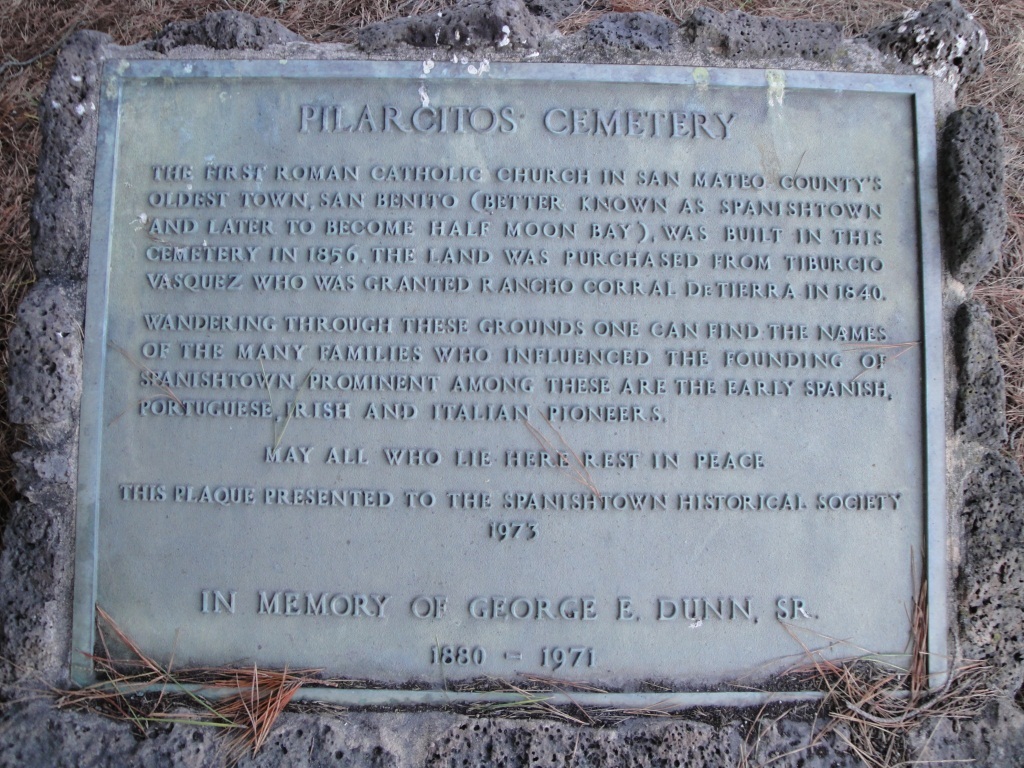 PILARCITOS CEMETERY
THE FIRST ROMAN CATHOLIC CHURCH IN SAN MATEO COUNTY'S
OLDEST TOWN, SAN BENITO (BETTER KNOWN AS SPANISHTOWN
AND LATER TO BECOME HALF MOON BAY), WAS BUILT IN THIS
CEMETERY IN 1856. THE LAND WAS PURCHASED FROM TIBURCIO
VASQUEZ WHO WAS GRANTED RANCHO CORRAL DETIERRA IN 1840.
WANDERING THROUGH THESE GROUNDS ONE CAN FIND THE NAMES
OF THE MANY FAMILIES WHO INFLUENCED THE FOUNDING OF
SPANISHTOWN, PROMINENT AMONG THESE ARE THE EARLY SPANISH,
PORTUGUESE, IRISH AND ITALIAN PIONEERS.
MAY ALL WHO LIE HERE REST IN PEACE
THIS PLAQUE PRESENTED TO THE SPANISHTOWN HISTORICAL SOCIETY
1973
IN MEMORY OF GEORGE E. DUNN, SR.
1880 - 1971